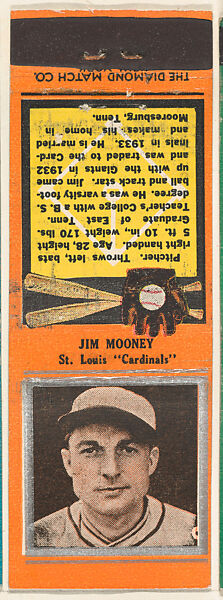 THE DIAMOND MATCH CO.
Pitcher. Throws left, bats
right handed. Age 28, height
5 ft. 10 in., weight 170 lbs
Graduate of East Tenn.
Teacher's College with a B. S.
degree. He was a varsity foot-
ball and track star. Jim came
up with the Giants in 1932
and was traded to the Card-
inals in 1933. He is married
and makes his home in
Mooresburg, Tenn.
JIM MOONEY
St. Louis "Cardinals"